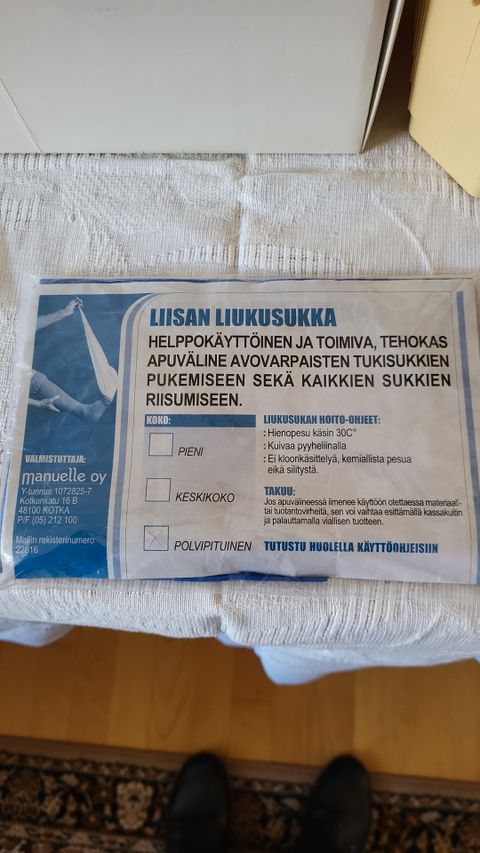 LIISAN LIUKUSUKKA
HELPPOKÄYTTÖINEN JA TOIMIVA, TEHOKAS
APUVÄLINE AVOVARPAISTEN TUKISUKKIEN
PUKEMISEEN SEKÄ KAIKKIEN SUKKIEN
RIISUMISEEN.
KOKO:
PIENI
KESKIKOKO
POLVIPITUINEN
LIUKUSUKAN HOITO-OHJEET:
: Hienopesu käsin 30C°
: Kuivaa pyyheliinalla
: Ei kloorikäsittelyä, kemiallista pesua
eikä silitystä.
TAKUU:
Jos apuvälineessä ilmenee käyttöön otettaessa materiaali-
tai tuotantovirheitä, sen voi vaihtaa esittämällä kassakuitin
ja palauttamalla viallisen tuotteen.
TUTUSTU HUOLELLA KÄYTTÖOHJEISIIN
VALMISTUTTAJA:
manuelle oy
Y-tunnus 1072825-7
Kotkankatu 16 B
48100 KOTKA
P/F (05) 212 100
Mallin rekisterinumero
22616